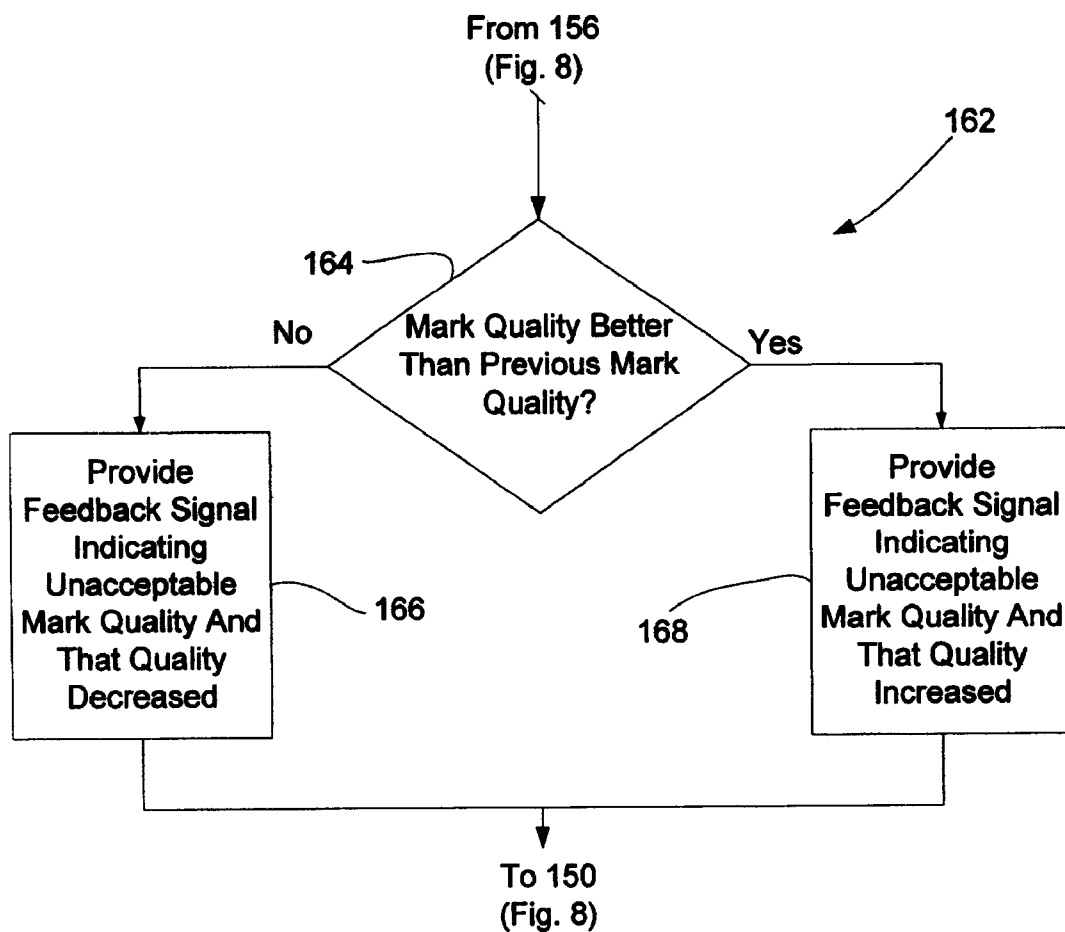 From 156
(Fig. 8)
162
164
No
Mark Quality Better
Than Previous Mark
Quality?
Yes
Provide
Feedback Signal
Indicating
Unacceptable
Mark Quality And
That Quality
Decreased
166
168
Provide
Feedback Signal
Indicating
Unacceptable
Mark Quality And
That Quality
Increased
To 150
(Fig. 8)